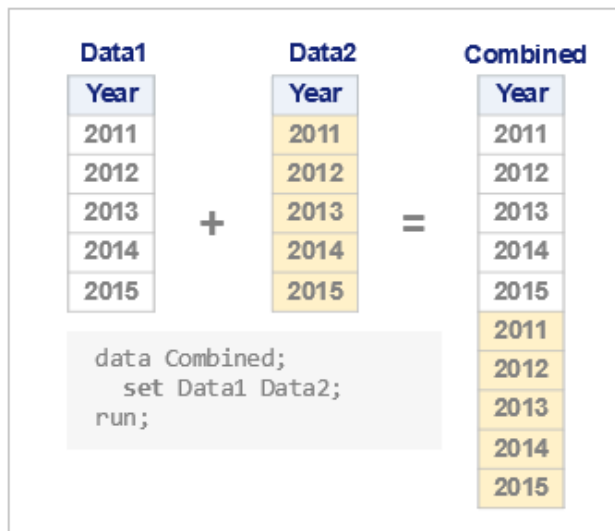 Data1 Data2 Combined
Year Year Year
2011 2011 2011
2012 2012 2012
2013 + 2013 = 2013
2014 2014 2014
2015 2015 2015
2011
data Combined; 2012
set Data1 Data2; 2013
run; 2014
2015